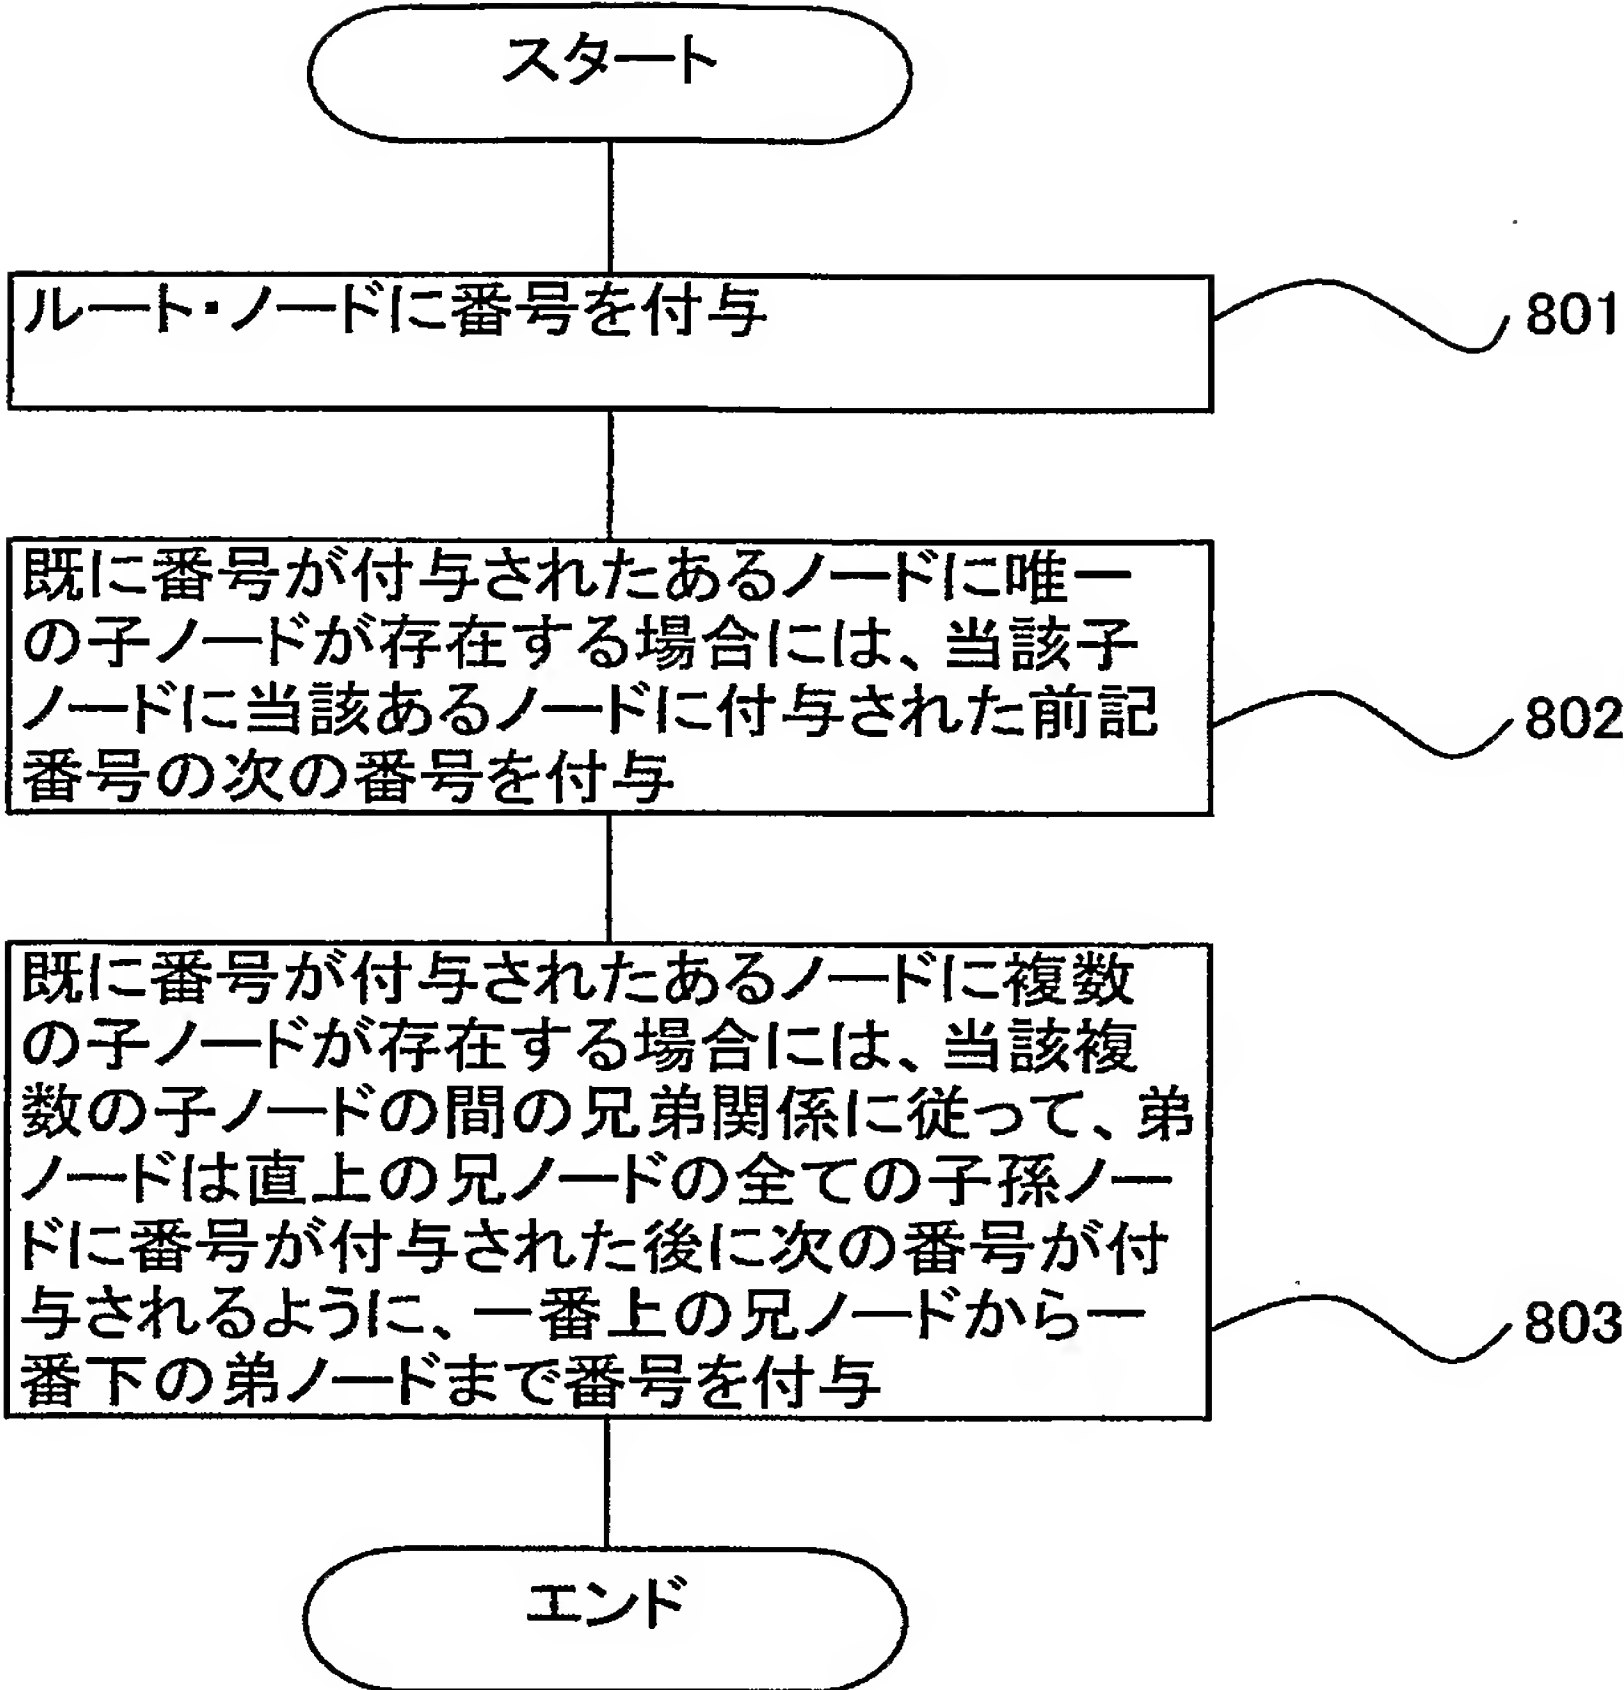 スタート
ルート・ノードに番号を付与
801
既に番号が付与されたあるノードに唯一
の子ノードが存在する場合には、当該子
ノードに当該あるノードに付与された前記
番号の次の番号を付与
802
既に番号が付与されたあるノードに複数
の子ノードが存在する場合には、当該複
数の子ノードの間の兄弟関係に従って、弟
ノードは直上の兄ノードの全ての子孫ノー
ドに番号が付与された後に次の番号が付
与されるように、一番上の兄ノードから一
番下の弟ノードまで番号を付与
803
エンド